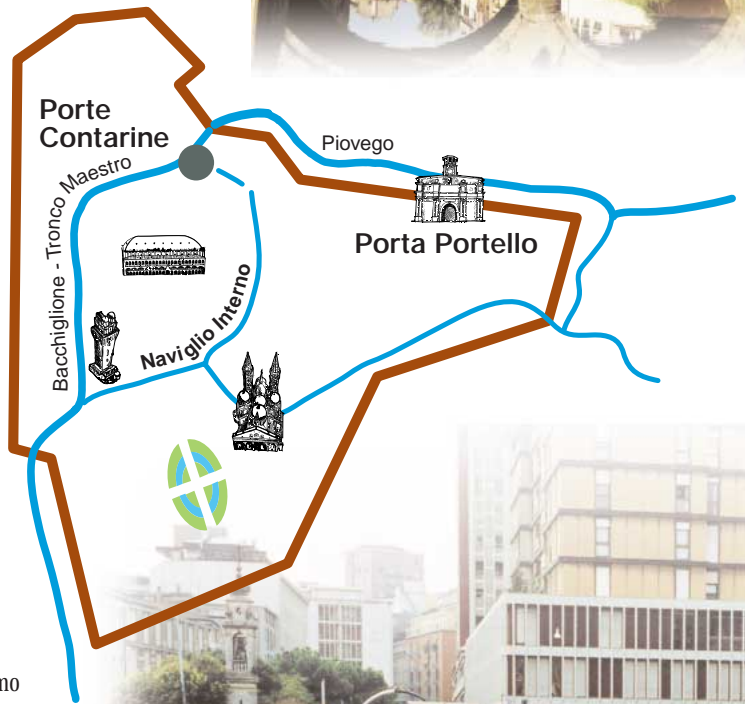 Porte
Contarine
Piovego
Bacchiglione - Tronco Maestro
Porta Portello
Naviglio Interno